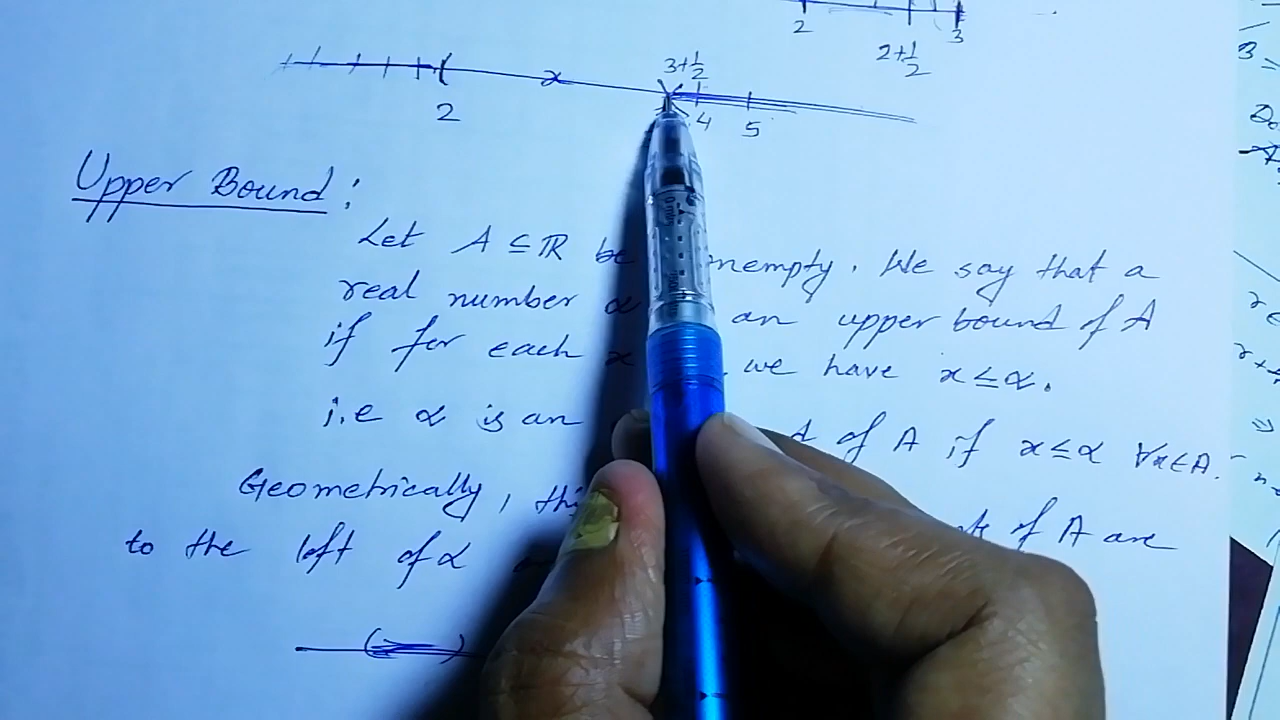 2 2+½ 3
3+½
2 4 5
Upper Bound :
Let A ⊆ ℝ be nempty. We say that a
real number α an upper bound of A
if for each x , we have x ≤ α.
i.e α is an of A if x ≤ α ∀x∈A.
Geometrically, thi of A are
to the left of α